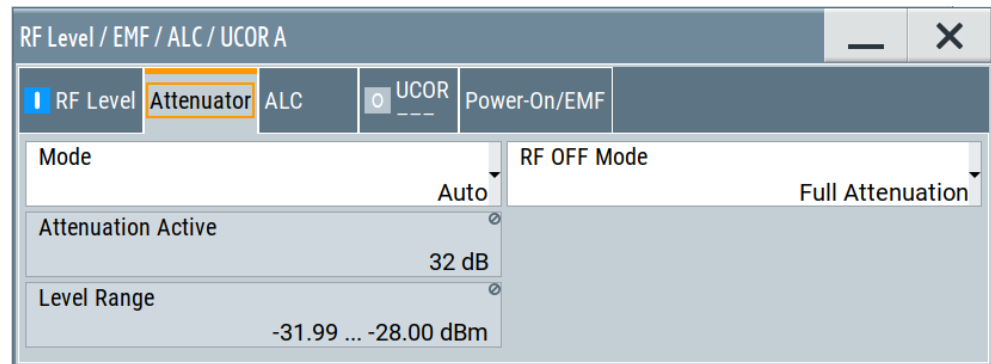 RF Level / EMF / ALC / UCOR A
RF Level Attenuator ALC UCOR Power-On/EMF
---
Mode
Auto
RF OFF Mode
Full Attenuation
Attenuation Active
32 dB
Level Range
-31.99 ... -28.00 dBm